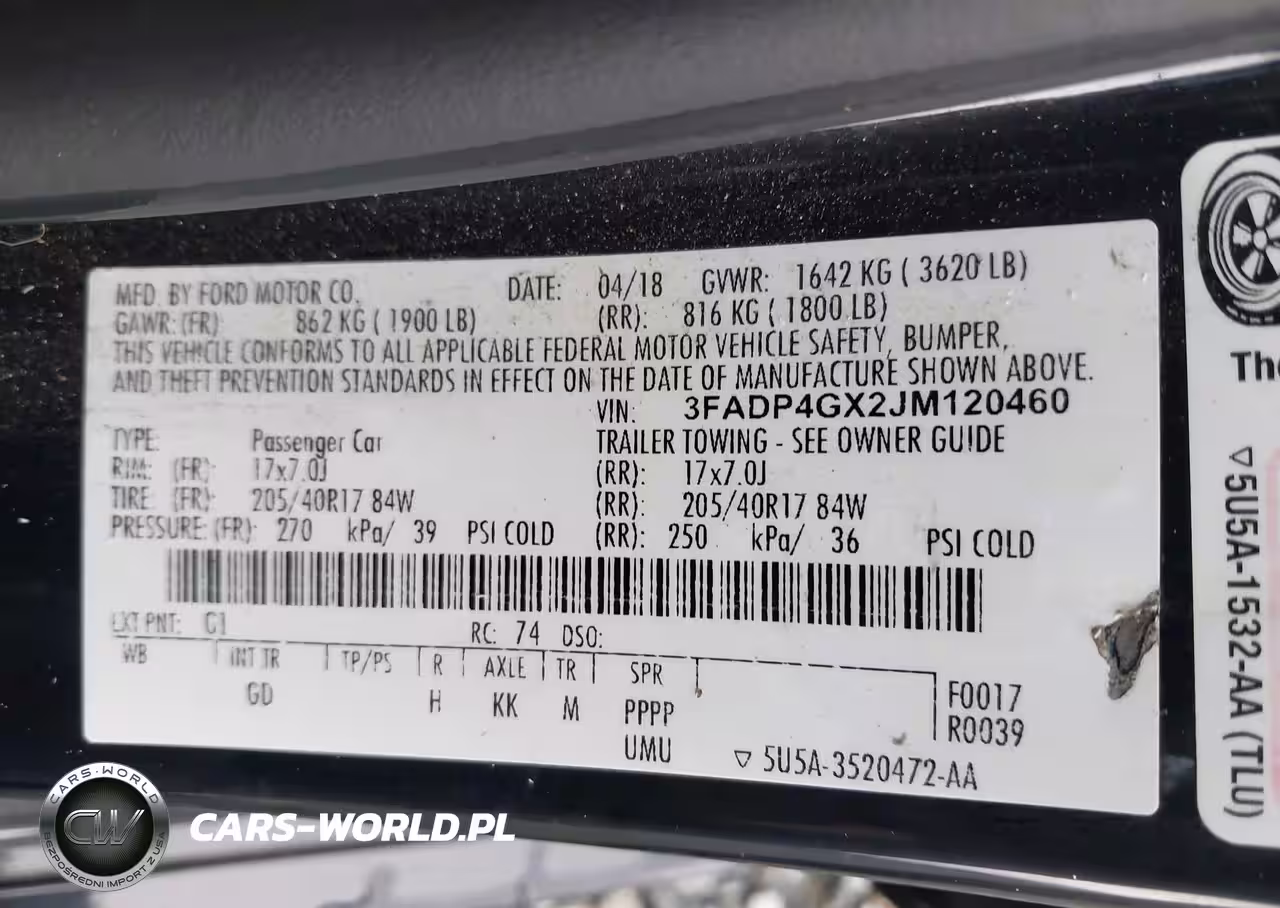 MFD. BY FORD MOTOR CO. DATE: 04/18 GVWR: 1642 KG ( 3620 LB)
GAWR: (FR) 862 KG ( 1900 LB) (RR): 816 KG ( 1800 LB)
THIS VEHICLE CONFORMS TO ALL APPLICABLE FEDERAL MOTOR VEHICLE SAFETY, BUMPER,
AND THEFT PREVENTION STANDARDS IN EFFECT ON THE DATE OF MANUFACTURE SHOWN ABOVE.
VIN: 3FADP4GX2JM120460
TYPE: Passenger Car TRAILER TOWING - SEE OWNER GUIDE
RIM: (FR): 17x7.0J (RR): 17x7.0J
TIRE (FR): 205/40R17 84W (RR): 205/40R17 84W
PRESSURE: (FR): 270 kPa/ 39 PSI COLD (RR): 250 kPa/ 36 PSI COLD
EXT PNT: G1 RC: 74 DSO:
WB INT TR TP/PS R AXLE TR SPR
GD H KK M PPPP F0017
UMU R0039
▽ 5U5A-3520472-AA
▽5U5A-1532-AA (TLU)
CARS-WORLD
CW
BEZPOŚREDNI IMPORT Z USA
CARS-WORLD.PL